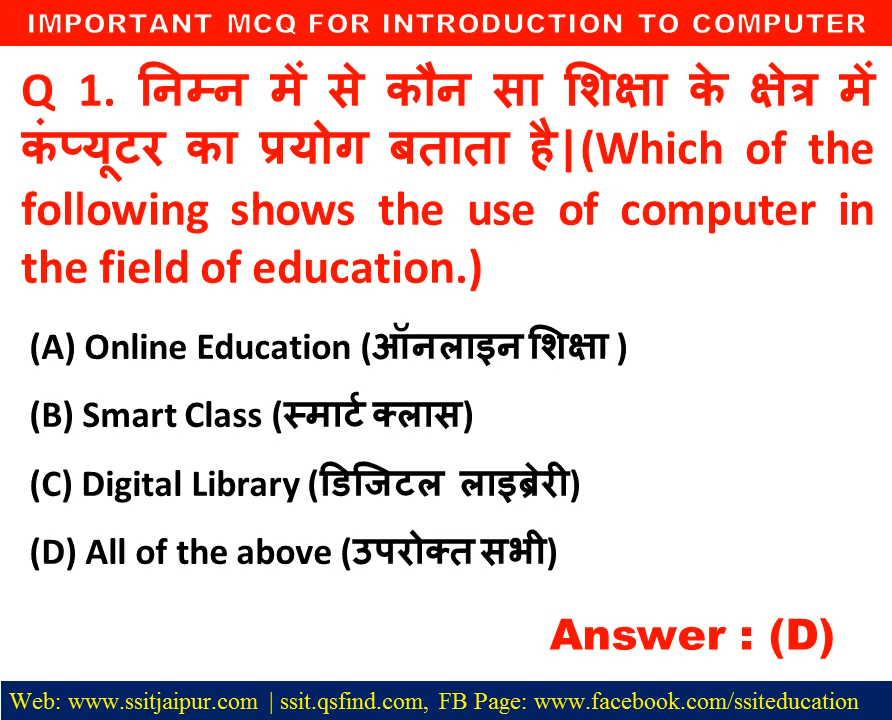 IMPORTANT MCQ FOR INTRODUCTION TO COMPUTER
Q 1. निम्न में से कौन सा शिक्षा के क्षेत्र में
कंप्यूटर का प्रयोग बताता है|(Which of the
following shows the use of computer in
the field of education.)
(A) Online Education (ऑनलाइन शिक्षा )
(B) Smart Class (स्मार्ट क्लास)
(C) Digital Library (डिजिटल लाइब्रेरी)
(D) All of the above (उपरोक्त सभी)
Answer : (D)
Web: www.ssitjaipur.com | ssit.qsfind.com, FB Page: www.facebook.com/ssiteducation